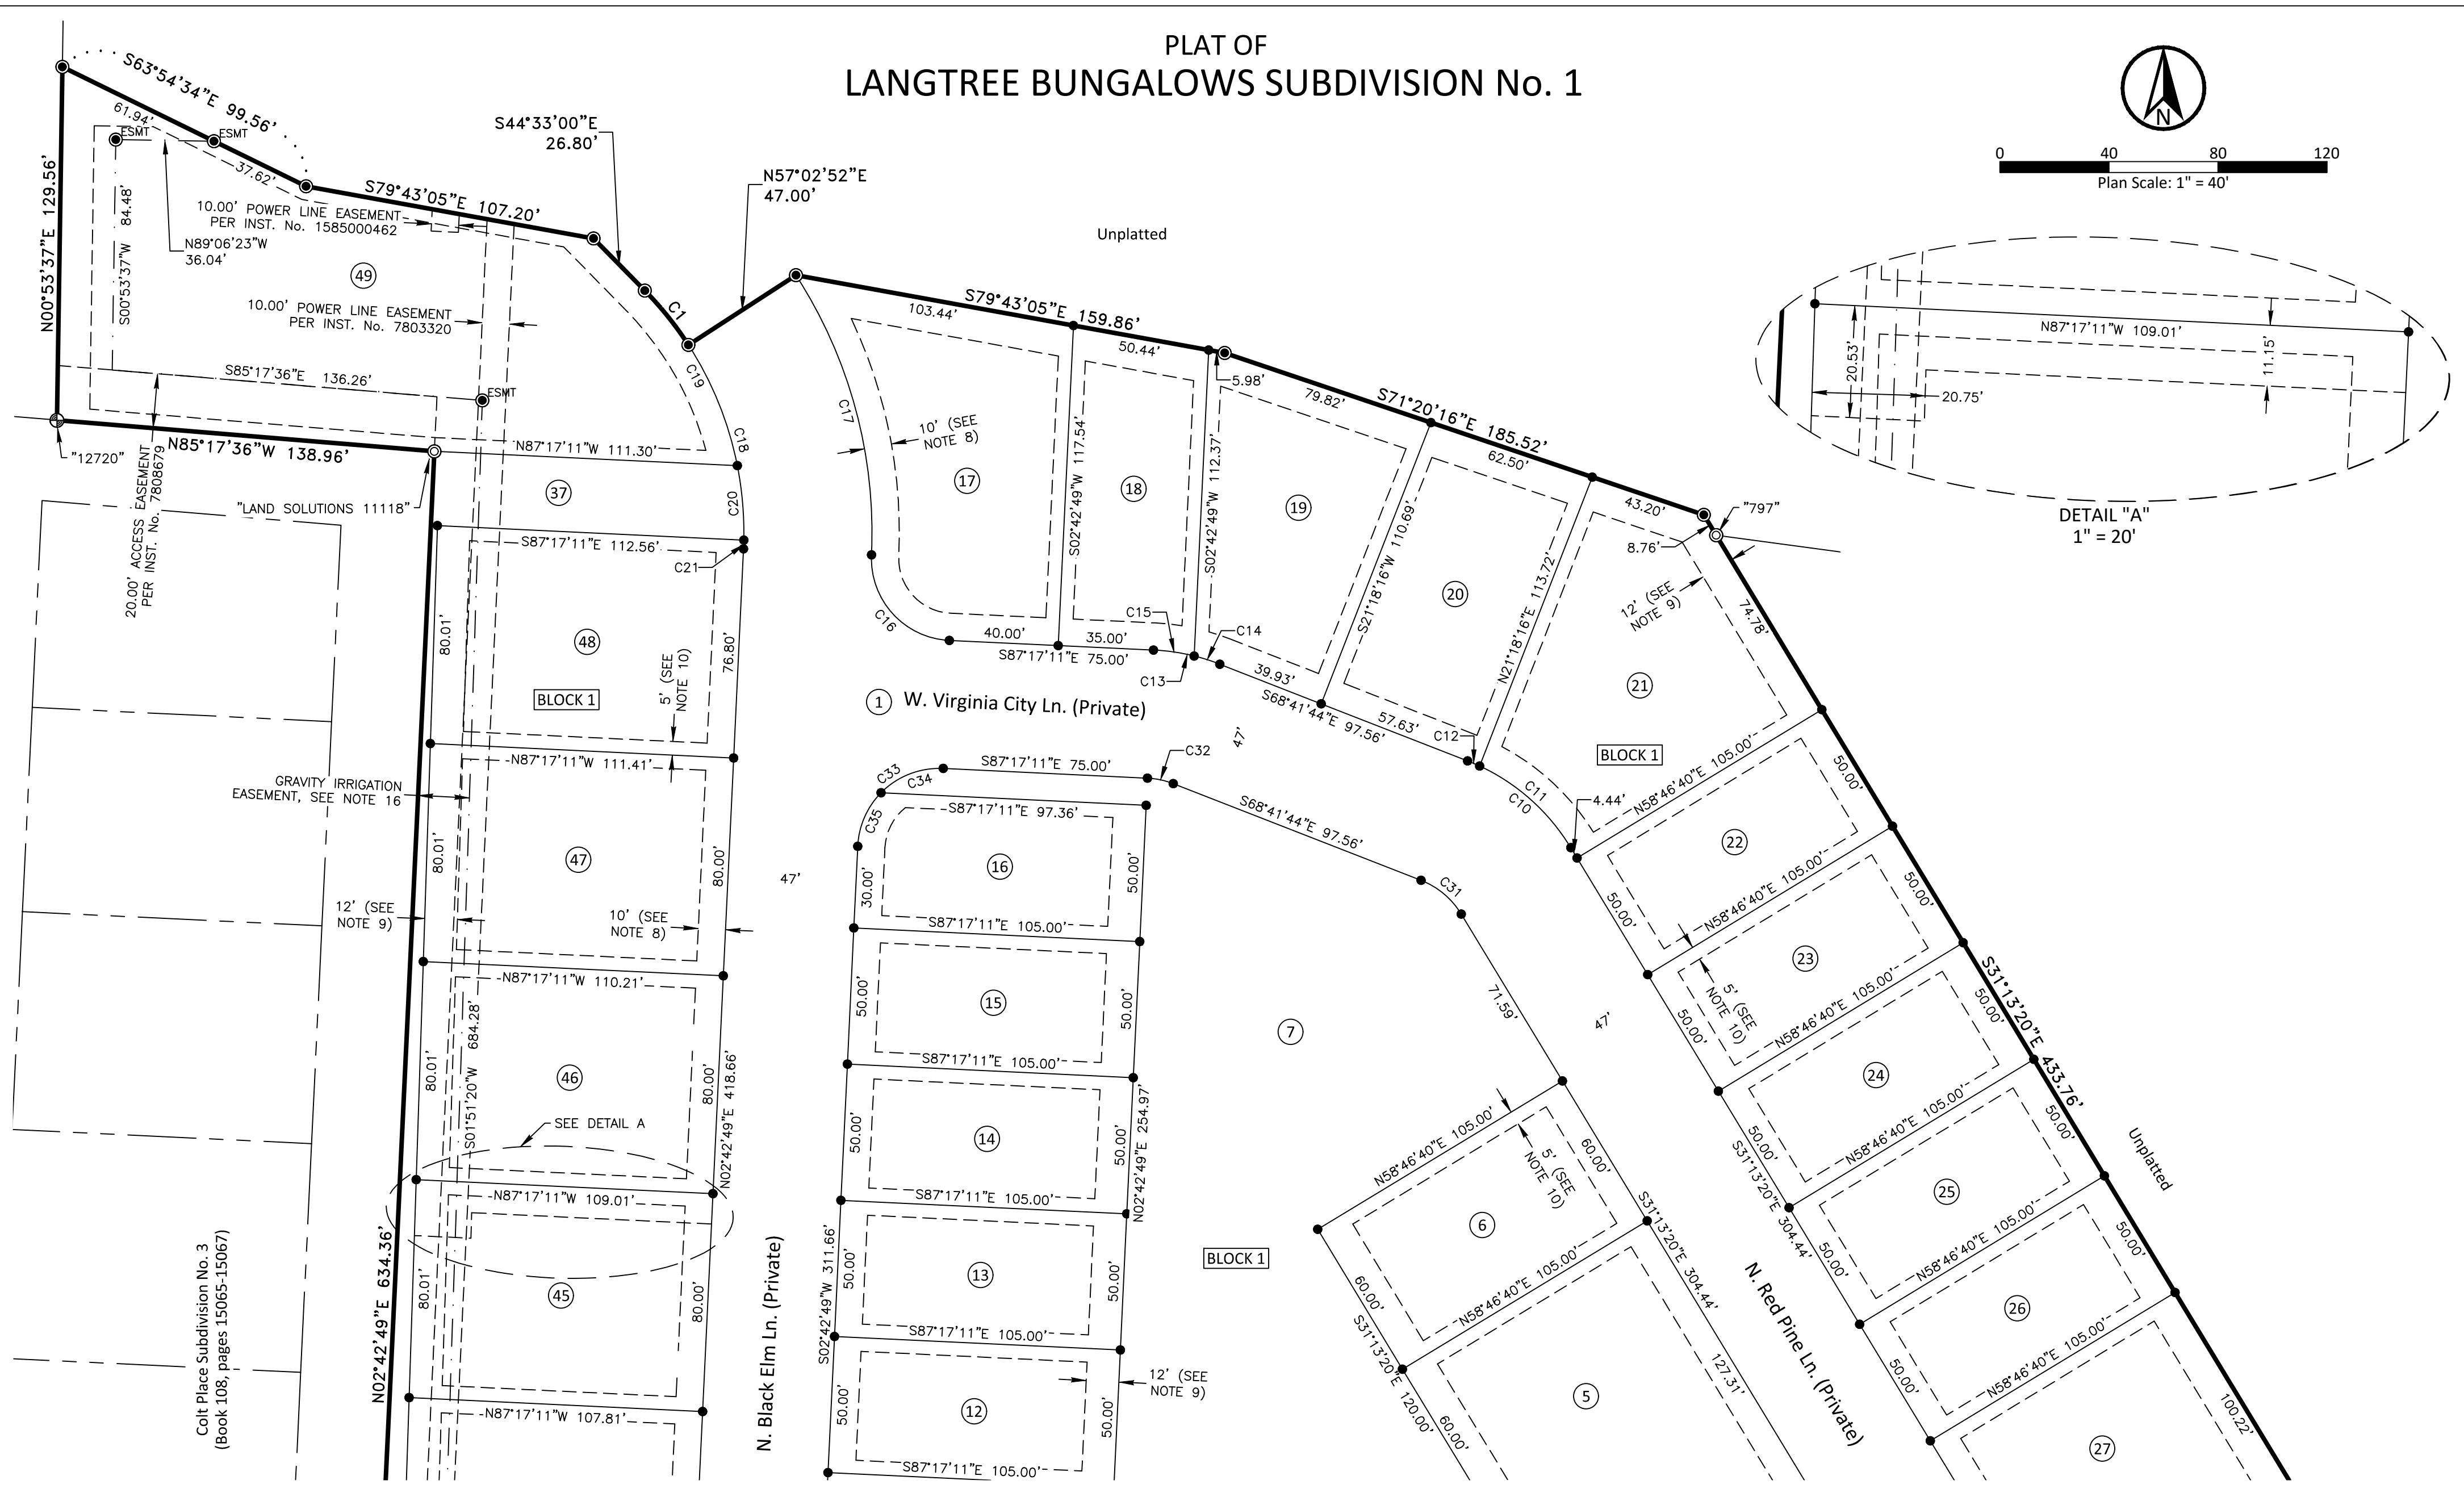 PLAT OF
LANGTREE BUNGALOWS SUBDIVISION No. 1
N
0 40 80 120
Plan Scale: 1" = 40'
S63°54'34"E 99.56'
61.94'
37.62'
ESMT
ESMT
N00°53'37"E 129.56'
S00°53'37"W 84.48'
N89°06'23"W
36.04'
S79°43'05"E 107.20'
10.00' POWER LINE EASEMENT
PER INST. No. 1585000462
49
10.00' POWER LINE EASEMENT
PER INST. No. 7803320
S44°33'00"E
26.80'
N57°02'52"E
47.00'
C1
C19
C18
C20
C21
S85°17'36"E 136.26'
ESMT
N87°17'11"W 111.30'
N85°17'36"W 138.96'
"12720"
20.00' ACCESS EASEMENT
PER INST. No. 7808679
"LAND SOLUTIONS 11118"
37
S87°17'11"E 112.56'
80.01'
48
BLOCK 1
5' (SEE
NOTE 10)
76.80'
N87°17'11"W 111.41'
GRAVITY IRRIGATION
EASEMENT, SEE NOTE 16
80.01'
47
80.00'
12' (SEE
NOTE 9)
10' (SEE
NOTE 8)
N87°17'11"W 110.21'
80.01'
S01°51'20"W 684.28'
46
80.00'
N02°42'49"E 418.66'
SEE DETAIL A
N87°17'11"W 109.01'
80.01'
45
80.00'
N87°17'11"W 107.81'
N02°42'49"E 634.36'
Colt Place Subdivision No. 3
(Book 108, pages 15065-15067)
N. Black Elm Ln. (Private)
47'
Unplatted
S79°43'05"E 159.86'
103.44'
50.44'
5.98'
C17
10' (SEE
NOTE 8)
17
S02°42'49"W 117.54'
18
S02°42'49"W 112.37'
19
C16
40.00'
35.00'
S87°17'11"E 75.00'
C15
C13
C14
39.93'
S68°41'44"E 97.56'
57.63'
C12
S71°20'16"E 185.52'
79.82'
62.50'
43.20'
S21°18'16"W 110.69'
20
N21°18'16"E 113.72'
"797"
8.76'
12' (SEE
NOTE 9)
74.78'
21
BLOCK 1
C11
C10
4.44'
1
W. Virginia City Ln. (Private)
47'
C33
C34
C35
S87°17'11"E 75.00'
C32
S68°41'44"E 97.56'
C31
S87°17'11"E 97.36'
30.00'
16
50.00'
S87°17'11"E 105.00'
50.00'
15
50.00'
S87°17'11"E 105.00'
50.00'
14
50.00'
N02°42'49"E 254.97'
S87°17'11"E 105.00'
S02°42'49"W 311.66'
50.00'
13
50.00'
S87°17'11"E 105.00'
50.00'
12
50.00'
12' (SEE
NOTE 9)
S87°17'11"E 105.00'
7
BLOCK 1
71.59'
47'
N58°46'40"E 105.00'
5' (SEE
NOTE 10)
60.00'
6
60.00'
N58°46'40"E 105.00'
S31°13'20"E 304.44'
S31°13'20"E 120.00'
60.00'
5
127.31'
N. Red Pine Ln. (Private)
N58°46'40"E 105.00'
50.00'
22
50.00'
N58°46'40"E 105.00'
50.00'
23
5' (SEE
NOTE 10)
50.00'
N58°46'40"E 105.00'
S31°13'20"E 433.76'
50.00'
24
50.00'
N58°46'40"E 105.00'
S31°13'20"E 304.44'
50.00'
25
50.00'
N58°46'40"E 105.00'
50.00'
26
50.00'
N58°46'40"E 105.00'
27
100.22'
Unplatted
N87°17'11"W 109.01'
20.53'
11.15'
20.75'
DETAIL "A"
1" = 20'